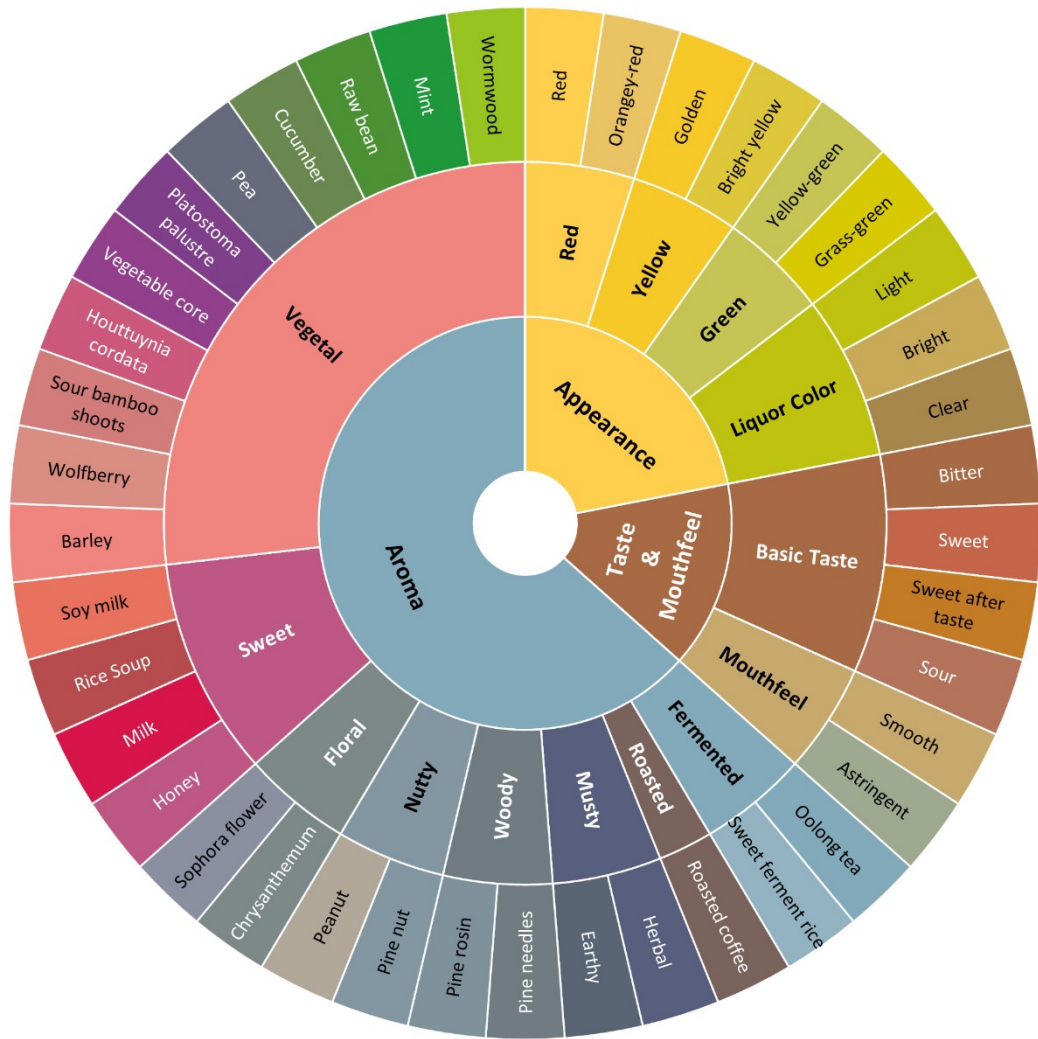 Appearance
Taste
&
Mouthfeel
Aroma
Red
Yellow
Green
Liquor Color
Basic Taste
Mouthfeel
Fermented
Roasted
Musty
Woody
Nutty
Floral
Sweet
Vegetal
Red
Orangey-red
Golden
Bright yellow
Yellow-green
Grass-green
Light
Bright
Clear
Bitter
Sweet
Sweet after
taste
Sour
Smooth
Astringent
Oolong tea
Sweet ferment rice
Roasted coffee
Herbal
Earthy
Pine needles
Pine rosin
Pine nut
Peanut
Chrysanthemum
Sophora flower
Honey
Milk
Rice Soup
Soy milk
Barley
Wolfberry
Sour bamboo
shoots
Houttuynia
cordata
Vegetable core
Platostoma
palustre
Pea
Cucumber
Raw bean
Mint
Wormwood